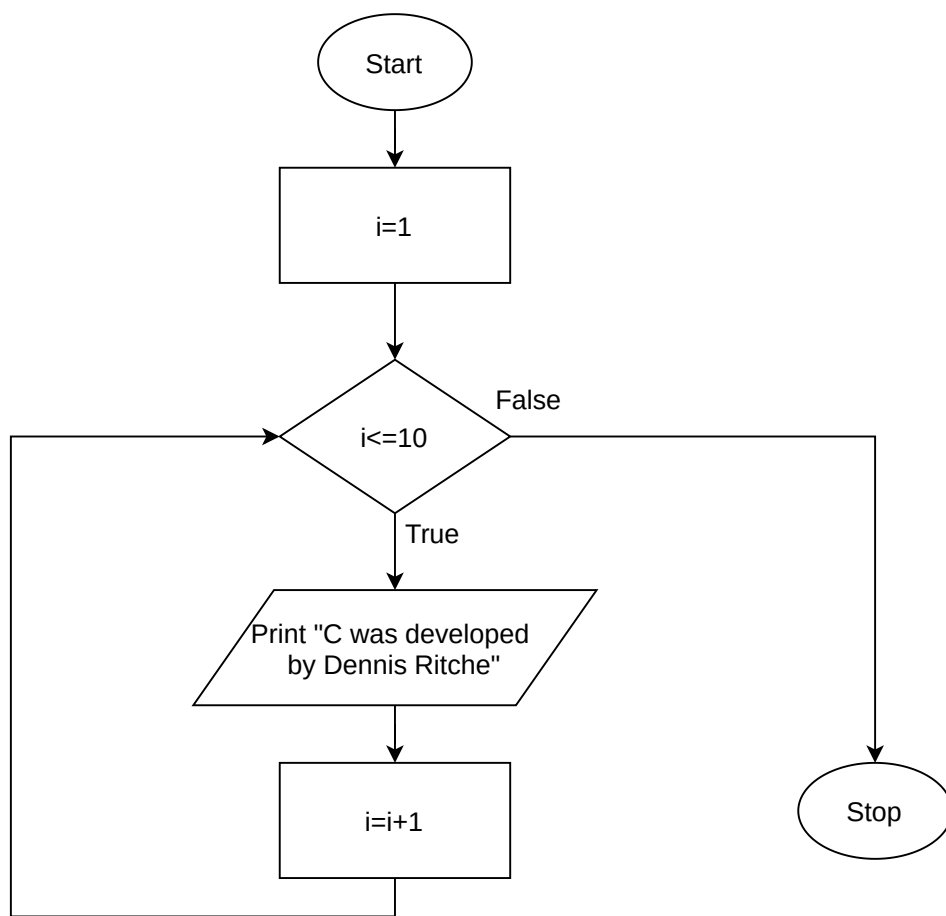 Start
i=1
i<=10
False
True
Print "C was developed
by Dennis Ritche"
i=i+1
Stop